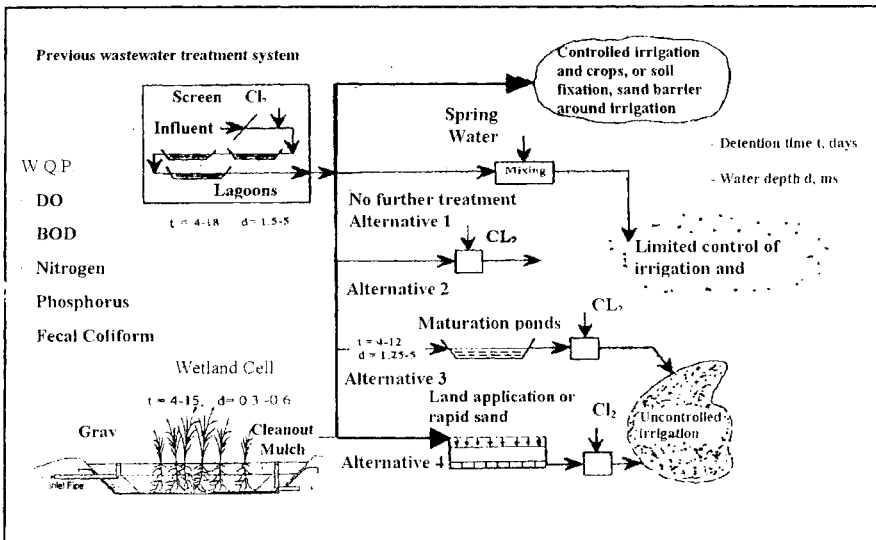 Previous wastewater treatment system
Screen Cl₂
Influent
Lagoons
t = 4-18 d= 1.5-5
W.Q.P.
DO
BOD
Nitrogen
Phosphorus
Fecal Coliform
Controlled irrigation
and crops, or soil
fixation, sand barrier
around irrigation
Spring
Water
Mixing
- Detention time t, days
- Water depth d, ms
No further treatment
Alternative 1
Limited control of
irrigation and
CL₂
Alternative 2
Maturation ponds
CL₂
t = 4-12
d = 1.25-5
Alternative 3
Land application or
rapid sand
Cl₂
Uncontrolled
irrigation
Alternative 4
Wetland Cell
t = 4-15, d= 0.3-0.6
Grav
Cleanout
Mulch
Inlet Pipe